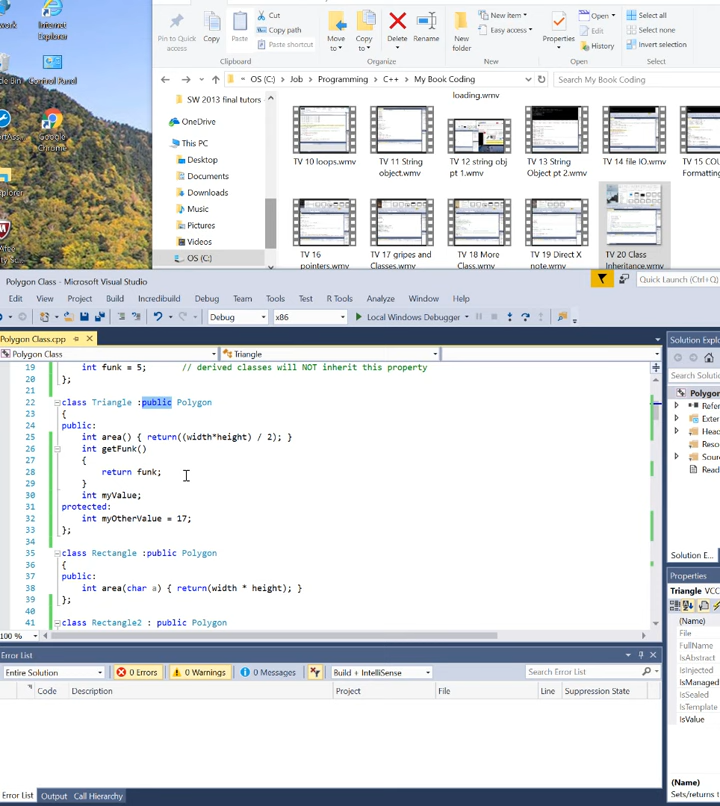 Internet
Explorer
Control Panel
Google
Chrome
Pin to Quick
access
Copy
Paste
Cut
Copy path
Paste shortcut
Clipboard
Move
to
Copy
to
Delete
Rename
Organize
New
folder
New item
Easy access
New
Properties
Open
Edit
History
Open
Select all
Select none
Invert selection
Select
OS (C:) > Job > Programming > C++ > My Book Coding
Search My Book Coding
SW 2013 final tutors
OneDrive
This PC
Desktop
Documents
Downloads
Music
Pictures
Videos
OS (C:)
loading.wmv
TV 10 loops.wmv
TV 11 String
object.wmv
TV 12 string obj
pt 1.wmv
TV 13 String
Object pt 2.wmv
TV 14 file IO.wmv
TV 15 COL
Formatting
TV 16
pointers.wmv
TV 17 gripes and
Classes.wmv
TV 18 More
Class.wmv
TV 19 Direct X
note.wmv
TV 20 Class
Inheritance.wmv
Polygon Class - Microsoft Visual Studio
Quick Launch (Ctrl+Q)
Edit View Project Build Incredibuild Debug Team Tools Test R Tools Analyze Window Help
Debug x86 Local Windows Debugger
Polygon Class.cpp
Polygon Class
Triangle
19 int funk = 5; // derived classes will NOT inherit this property
20 };
21
22 class Triangle :public Polygon
23 {
24 public:
25 int area() { return((width*height) / 2); }
26 int getFunk()
27 {
28 return funk;
29 }
30 int myValue;
31 protected:
32 int myOtherValue = 17;
33 };
34
35 class Rectangle :public Polygon
36 {
37 public:
38 int area(char a) { return(width * height); }
39 };
40
41 class Rectangle2 : public Polygon
100 %
Solution Explo
Search Solution
Polygon
Refer
Exter
Head
Reso
Sourc
Read
Solution E...
Properties
Triangle VCC
(Name)
File
FullName
IsAbstract
IsInjected
IsManaged
IsSealed
IsTemplate
IsValue
(Name)
Sets/returns t
Error List
Entire Solution
0 Errors
0 Warnings
0 Messages
Build + IntelliSense
Search Error List
Code Description Project File Line Suppression State
Error List Output Call Hierarchy